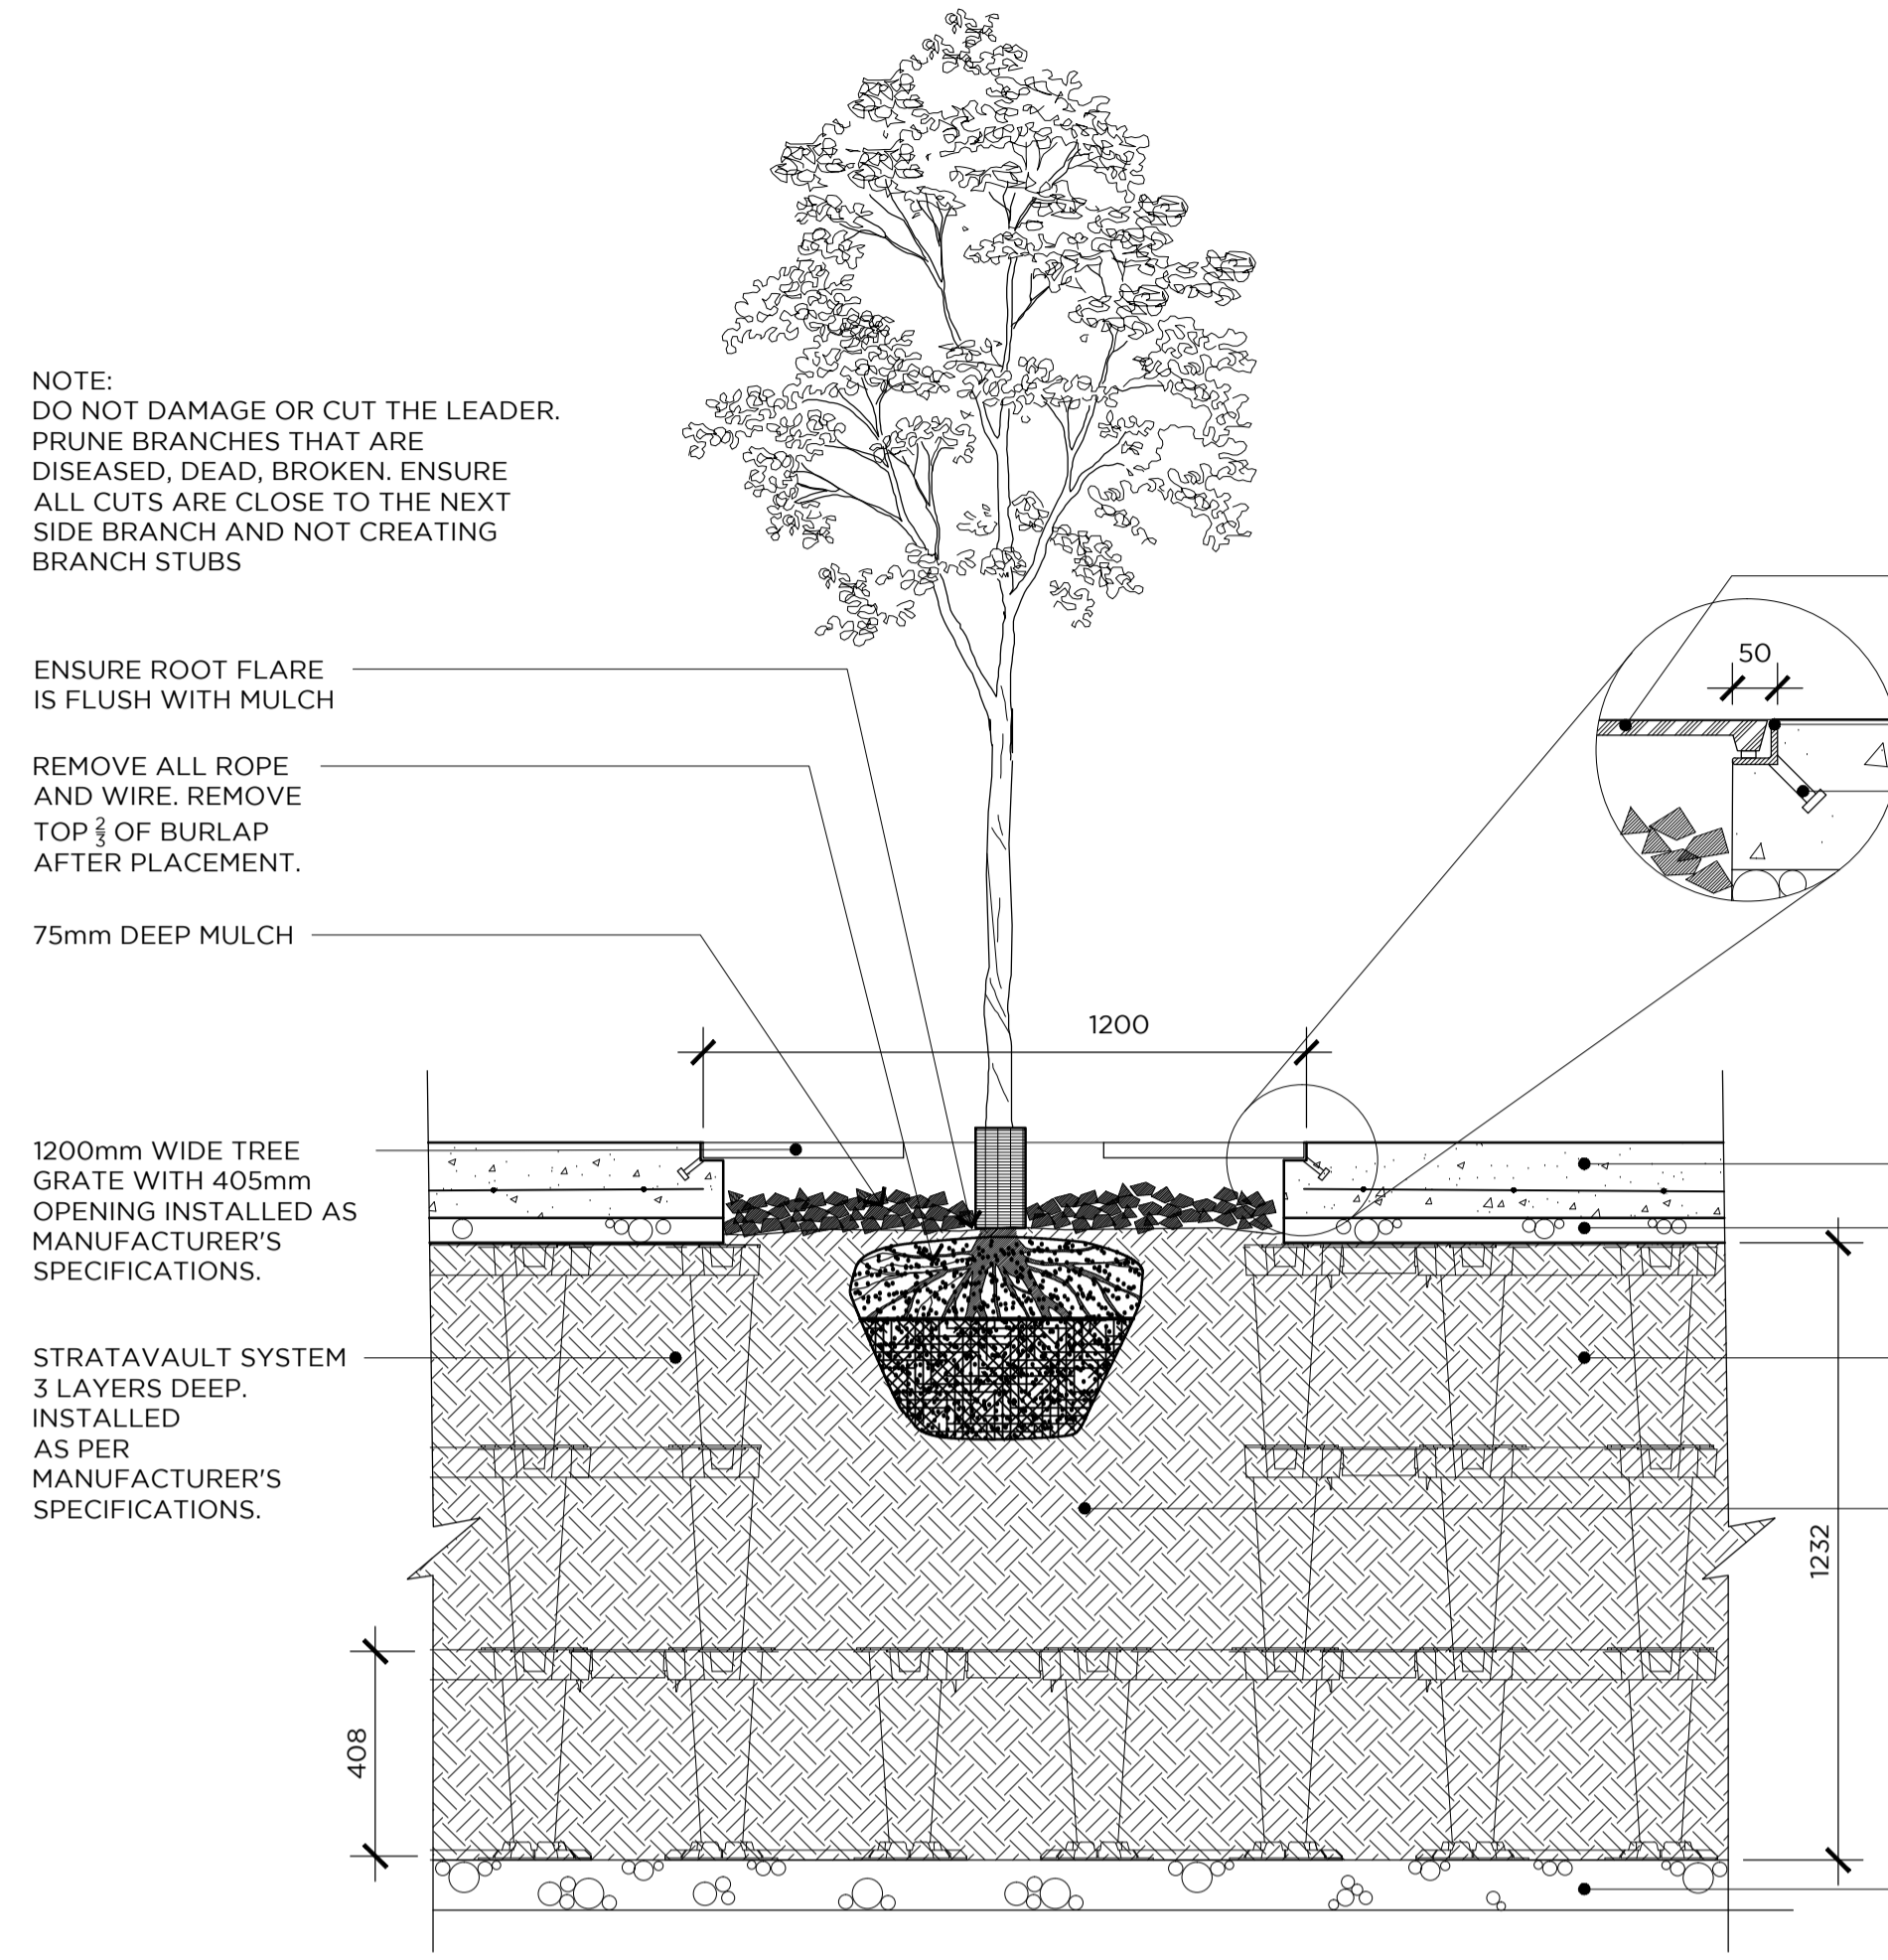 NOTE:
DO NOT DAMAGE OR CUT THE LEADER.
PRUNE BRANCHES THAT ARE
DISEASED, DEAD, BROKEN. ENSURE
ALL CUTS ARE CLOSE TO THE NEXT
SIDE BRANCH AND NOT CREATING
BRANCH STUBS
ENSURE ROOT FLARE
IS FLUSH WITH MULCH
REMOVE ALL ROPE
AND WIRE. REMOVE
TOP 2/3 OF BURLAP
AFTER PLACEMENT.
75mm DEEP MULCH
1200mm WIDE TREE
GRATE WITH 405mm
OPENING INSTALLED AS
MANUFACTURER'S
SPECIFICATIONS.
STRATAVAULT SYSTEM
3 LAYERS DEEP.
INSTALLED
AS PER
MANUFACTURER'S
SPECIFICATIONS.
50
1200
1232
408